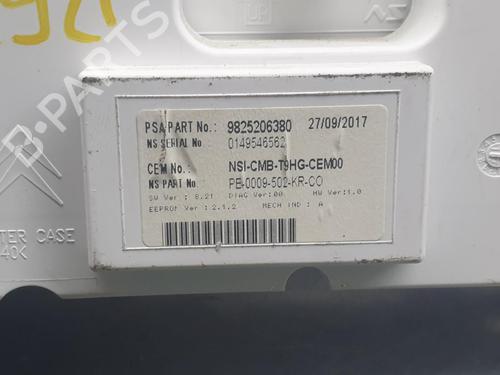 PSA PART No.: 9825206380 27/09/2017
NS SERIAL No 0149546562
CEM No.: NSI-CMB-T9HG-CEM00
NS PART No.: PE-0009-502-KR-CO
SW Ver : 8.21 DIAG Ver:00 HW Ver:1.0
EEPROM Ver :2.1.2 MECH IND : A
TER CASE
40K
B-PARTS